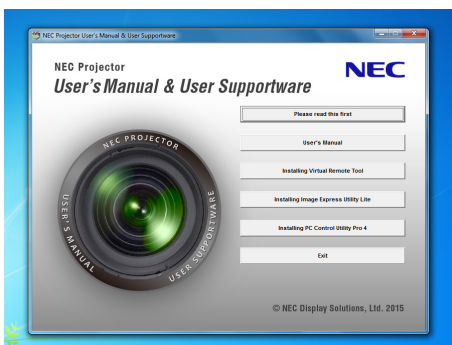 NEC Projector User's Manual & User Supportware
NEC Projector
NEC
User's Manual & User Supportware
Please read this first
User's Manual
Installing Virtual Remote Tool
Installing Image Express Utility Lite
Installing PC Control Utility Pro 4
Exit
NEC PROJECTOR
USER'S MANUAL
USER SUPPORTWARE
© NEC Display Solutions, Ltd. 2015